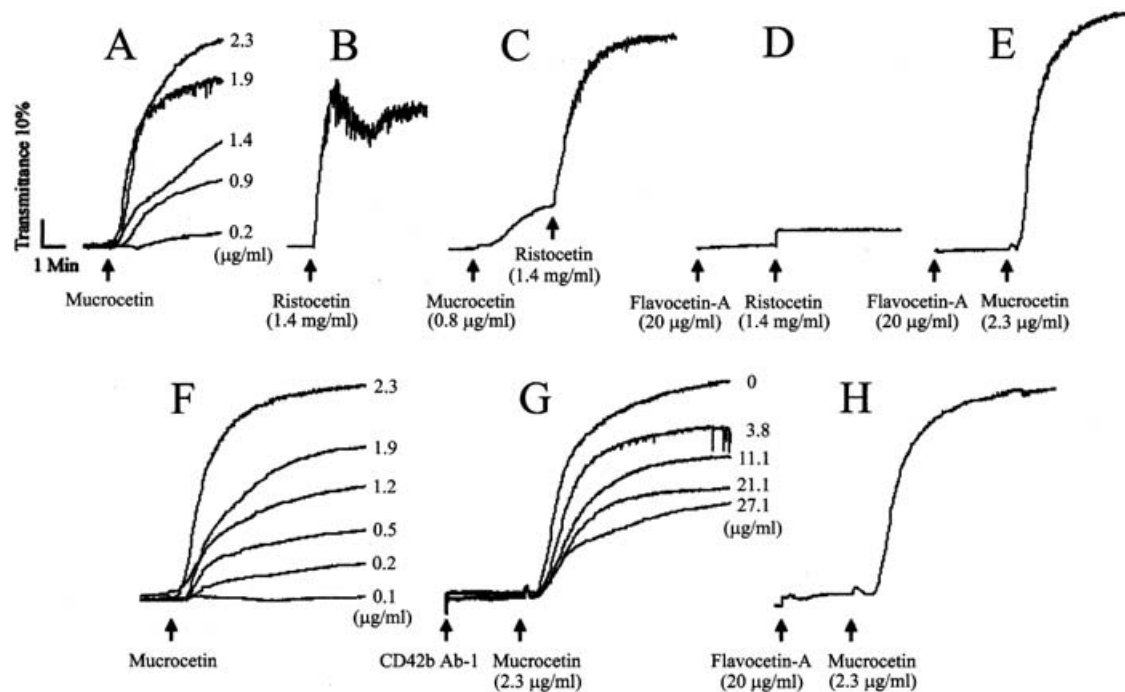 A
B
C
D
E
2.3
1.9
1.4
0.9
0.2
(µg/ml)
Transmittance 10%
1 Min
Mucrocetin
Ristocetin
(1.4 mg/ml)
Mucrocetin
(0.8 µg/ml)
Ristocetin
(1.4 mg/ml)
Flavocetin-A
(20 µg/ml)
Ristocetin
(1.4 mg/ml)
Flavocetin-A
(20 µg/ml)
Mucrocetin
(2.3 µg/ml)
F
G
H
2.3
1.9
1.2
0.5
0.2
0.1
(µg/ml)
Mucrocetin
0
3.8
11.1
21.1
27.1
(µg/ml)
CD42b Ab-1
Mucrocetin
(2.3 µg/ml)
Flavocetin-A
(20 µg/ml)
Mucrocetin
(2.3 µg/ml)